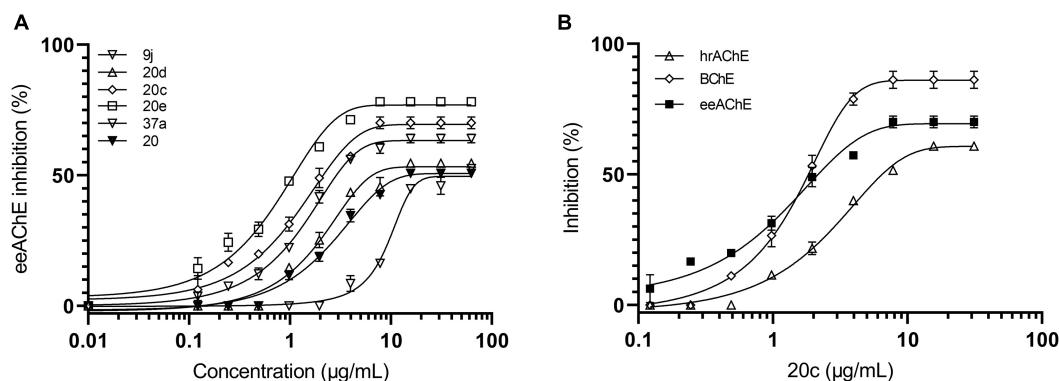 A
eeAChE inhibition (%)
100
50
0
9j
20d
20c
20e
37a
20
0.01 0.1 1 10 100
Concentration (µg/mL)
B
Inhibition (%)
100
50
0
hrAChE
BChE
eeAChE
0.1 1 10 100
20c (µg/mL)